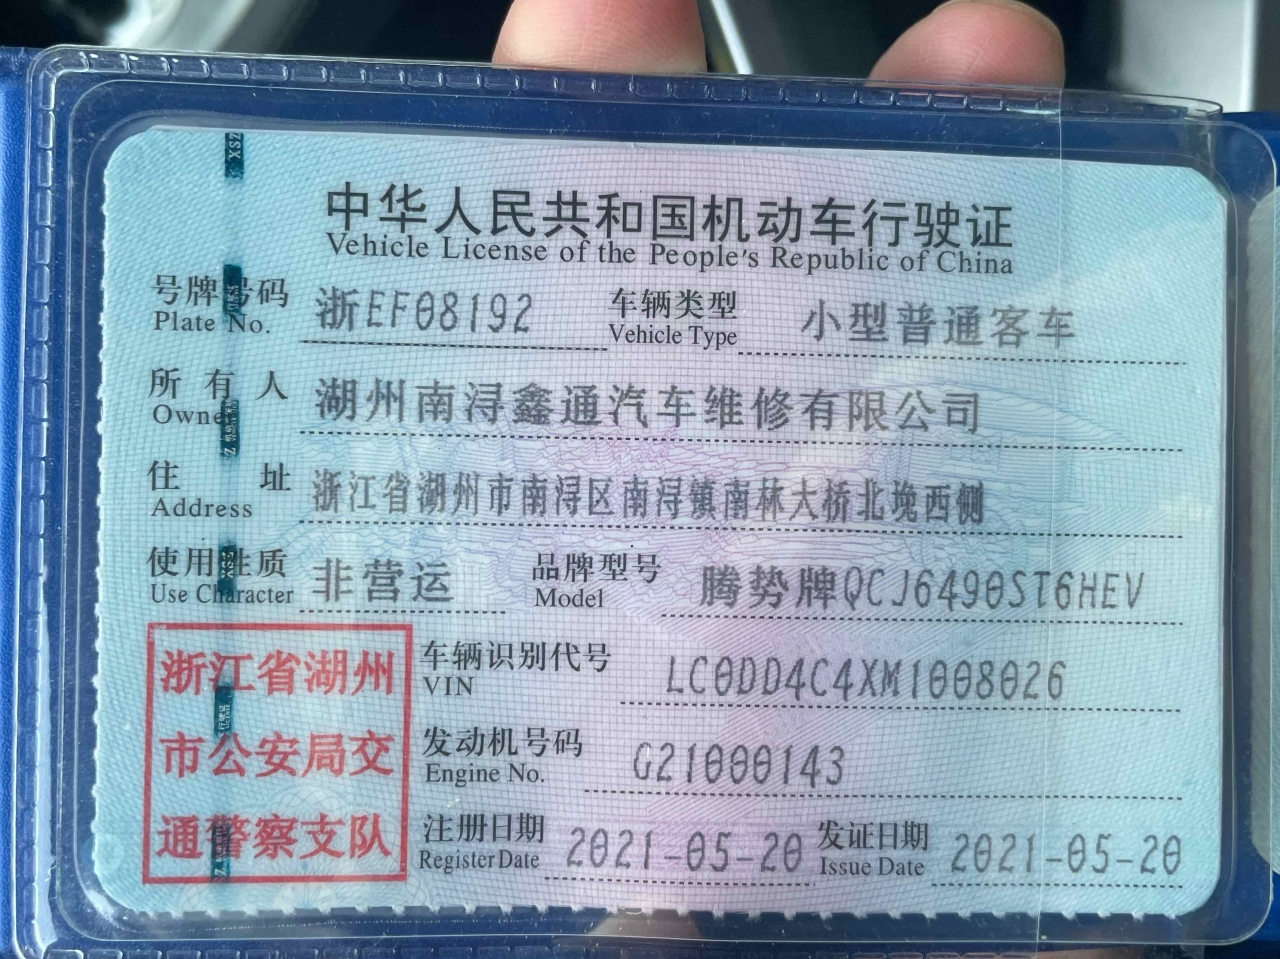 中华人民共和国机动车行驶证
Vehicle License of the People's Republic of China
号牌号码 浙EF08192 车辆类型 小型普通客车
Plate No. Vehicle Type
所有人 湖州南浔鑫通汽车维修有限公司
Owner
住址 浙江省湖州市南浔区南浔镇南林大桥北堍西侧
Address
使用性质 非营运 品牌型号 腾势牌QCJ6490ST6HEV
Use Character Model
浙江省湖州
市公安局交
通警察支队
车辆识别代号 LC0DD4C4XM1008026
VIN
发动机号码 G21000143
Engine No.
注册日期 2021-05-20 发证日期 2021-05-20
Register Date Issue Date